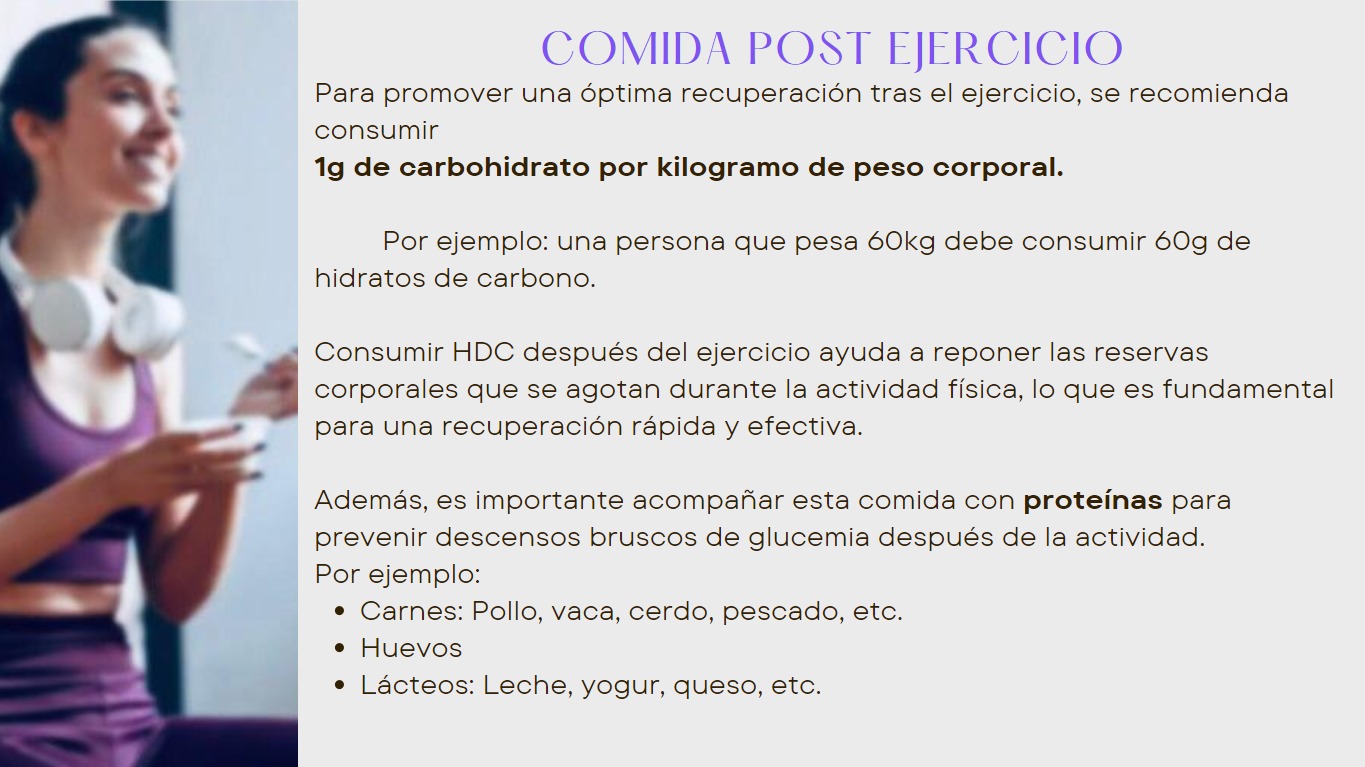 COMIDA POST EJERCICIO
Para promover una óptima recuperación tras el ejercicio, se recomienda
consumir
1g de carbohidrato por kilogramo de peso corporal.
Por ejemplo: una persona que pesa 60kg debe consumir 60g de
hidratos de carbono.
Consumir HDC después del ejercicio ayuda a reponer las reservas
corporales que se agotan durante la actividad física, lo que es fundamental
para una recuperación rápida y efectiva.
Además, es importante acompañar esta comida con proteínas para
prevenir descensos bruscos de glucemia después de la actividad.
Por ejemplo:
• Carnes: Pollo, vaca, cerdo, pescado, etc.
• Huevos
• Lácteos: Leche, yogur, queso, etc.